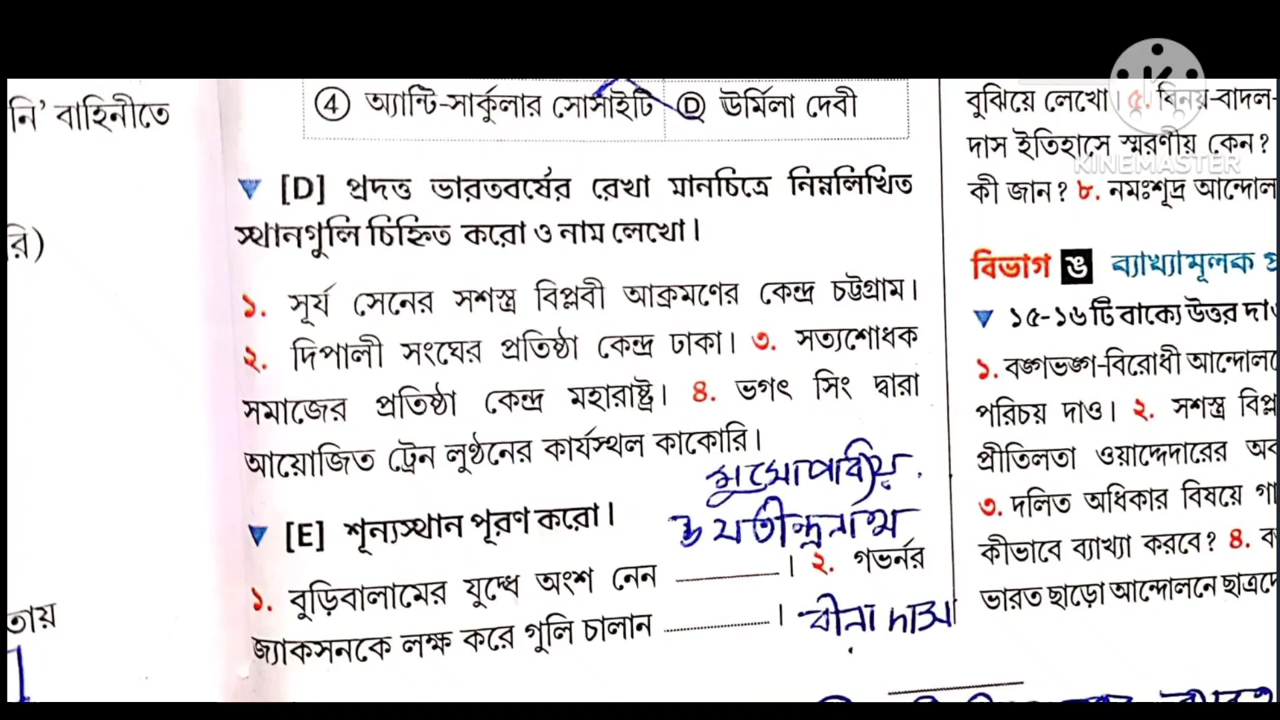 নি' বাহিনীতে
রি)
তায়
④ অ্যান্টি-সার্কুলার সোসাইটি Ⓓ ঊর্মিলা দেবী
▼ [D] প্রদত্ত ভারতবর্ষের রেখা মানচিত্রে নিম্নলিখিত
স্থানগুলি চিহ্নিত করো ও নাম লেখো।
১. সূর্য সেনের সশস্ত্র বিপ্লবী আক্রমণের কেন্দ্র চট্টগ্রাম।
২. দিপালী সংঘের প্রতিষ্ঠা কেন্দ্র ঢাকা। ৩. সত্যশোধক
সমাজের প্রতিষ্ঠা কেন্দ্র মহারাষ্ট্র। ৪. ভগৎ সিং দ্বারা
আয়োজিত ট্রেন লুণ্ঠনের কার্যস্থল কাকোরি।
▼ [E] শূন্যস্থান পূরণ করো।
যতীন্দ্রনাথ
১. বুড়িবালামের যুদ্ধে অংশ নেন ________। ২. গভর্নর
জ্যাকসনকে লক্ষ করে গুলি চালান ________। বীনা দাস
বুঝিয়ে লেখো। ৫. বিনয়-বাদল-
দাস ইতিহাসে স্মরণীয় কেন?
কী জান? ৮. নমঃশূদ্র আন্দোল
বিভাগ ঙ ব্যাখ্যামূলক প্র
▼ ১৫-১৬টি বাক্যে উত্তর দাও
১. বঙ্গভঙ্গ-বিরোধী আন্দোলনে
পরিচয় দাও। ২. সশস্ত্র বিপ্ল
প্রীতিলতা ওয়াদ্দেদারের অব
৩. দলিত অধিকার বিষয়ে গা
কীভাবে ব্যাখ্যা করবে? ৪. ব
ভারত ছাড়ো আন্দোলনে ছাত্রদে
KINEMASTER